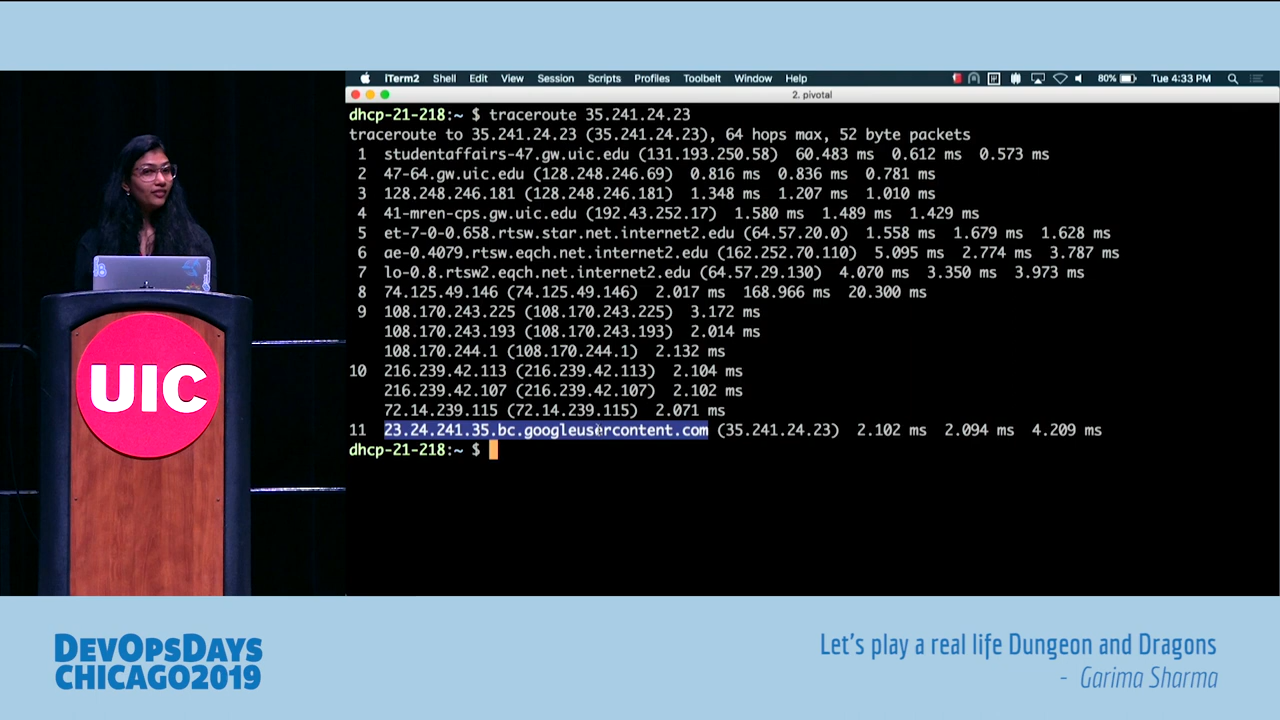 iTerm2 Shell Edit View Session Scripts Profiles Toolbelt Window Help 80% Tue 4:33 PM
2. pivotal
dhcp-21-218:~ $ traceroute 35.241.24.23
traceroute to 35.241.24.23 (35.241.24.23), 64 hops max, 52 byte packets
1 studentaffairs-47.gw.uic.edu (131.193.250.58) 60.483 ms 0.612 ms 0.573 ms
2 47-64.gw.uic.edu (128.248.246.69) 0.816 ms 0.836 ms 0.781 ms
3 128.248.246.181 (128.248.246.181) 1.348 ms 1.207 ms 1.010 ms
4 41-mren-cps.gw.uic.edu (192.43.252.17) 1.580 ms 1.489 ms 1.429 ms
5 et-7-0-0.658.rtsw.star.net.internet2.edu (64.57.20.0) 1.558 ms 1.679 ms 1.628 ms
6 ae-0.4079.rtsw.eqch.net.internet2.edu (162.252.70.110) 5.095 ms 2.774 ms 3.787 ms
7 lo-0.8.rtsw2.eqch.net.internet2.edu (64.57.29.130) 4.070 ms 3.350 ms 3.973 ms
8 74.125.49.146 (74.125.49.146) 2.017 ms 168.966 ms 20.300 ms
9 108.170.243.225 (108.170.243.225) 3.172 ms
108.170.243.193 (108.170.243.193) 2.014 ms
108.170.244.1 (108.170.244.1) 2.132 ms
10 216.239.42.113 (216.239.42.113) 2.104 ms
216.239.42.107 (216.239.42.107) 2.102 ms
72.14.239.115 (72.14.239.115) 2.071 ms
11 23.24.241.35.bc.googleusercontent.com (35.241.24.23) 2.102 ms 2.094 ms 4.209 ms
dhcp-21-218:~ $
UIC
DEVOPSDAYS
CHICAGO2019
Let's play a real life Dungeon and Dragons
- Garima Sharma